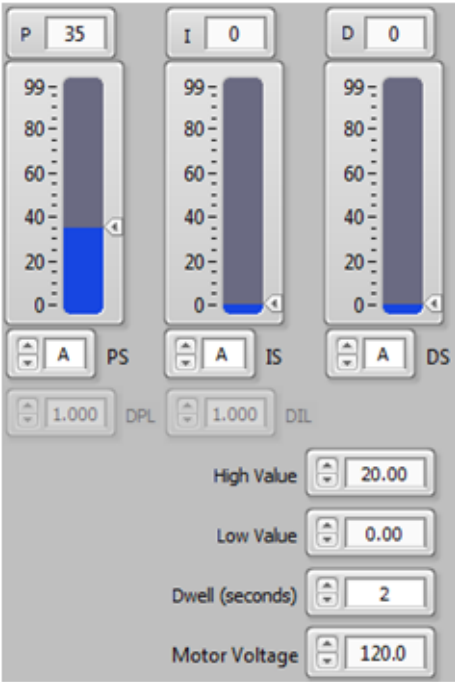 P 35 I 0 D 0
99 99 99
80 80 80
60 60 60
40 40 40
20 20 20
0 0 0
A PS A IS A DS
1.000 DPL 1.000 DIL
High Value 20.00
Low Value 0.00
Dwell (seconds) 2
Motor Voltage 120.0